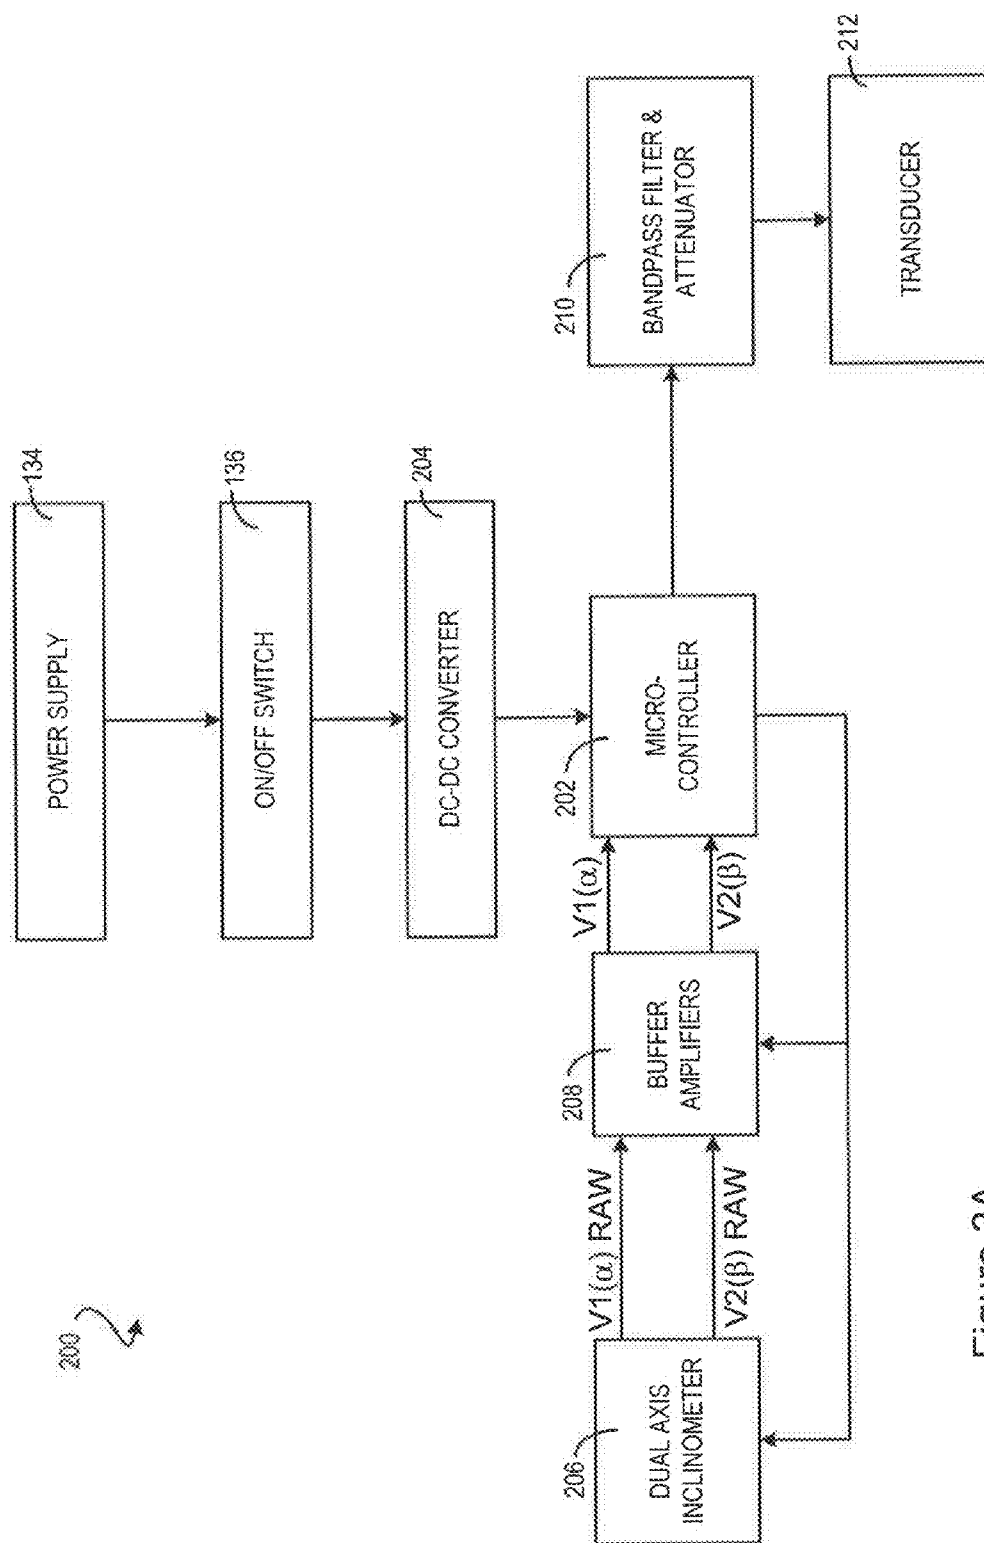 200
134
POWER SUPPLY
136
ON/OFF SWITCH
204
DC-DC CONVERTER
206
DUAL AXIS
INCLINOMETER
V1(α) RAW
V2(β) RAW
208
BUFFER
AMPLIFIERS
V1(α)
V2(β)
202
MICRO-
CONTROLLER
210
BANDPASS FILTER &
ATTENUATOR
212
TRANSDUCER
Figure